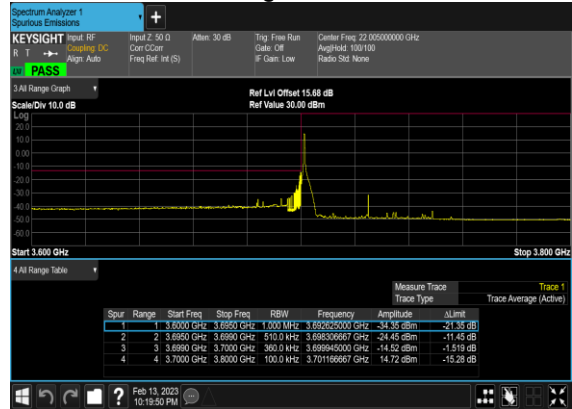 Spectrum Analyzer 1
Spurious Emissions
+
KEYSIGHT Input: RF Input Z: 50 Ω Atten: 30 dB Trig: Free Run Center Freq: 22.005000000 GHz
R T Coupling: DC Corr CCorr Gate: Off Avg|Hold: 100/100
Align: Auto Freq Ref: Int (S) IF Gain: Low Radio Std: None
PASS
3 All Range Graph
Ref Lvl Offset 15.68 dB
Scale/Div 10.0 dB Ref Value 30.00 dBm
Log
20.0
10.0
0.00
-10.0
-20.0
-30.0
-40.0
-50.0
-60.0
Start 3.600 GHz Stop 3.800 GHz
4 All Range Table
Measure Trace Trace 1
Trace Type Trace Average (Active)
Spur Range Start Freq Stop Freq RBW Frequency Amplitude ΔLimit
1 1 3.6000 GHz 3.6950 GHz 1.000 MHz 3.692625000 GHz -34.35 dBm -21.35 dB
2 2 3.6950 GHz 3.6990 GHz 510.0 kHz 3.698306667 GHz -24.45 dBm -11.45 dB
3 3 3.6990 GHz 3.7000 GHz 360.0 kHz 3.699945000 GHz -14.52 dBm -1.519 dB
4 4 3.7000 GHz 3.8000 GHz 100.0 kHz 3.701166667 GHz 14.72 dBm -15.28 dB
? Feb 13, 2023
10:19:50 PM